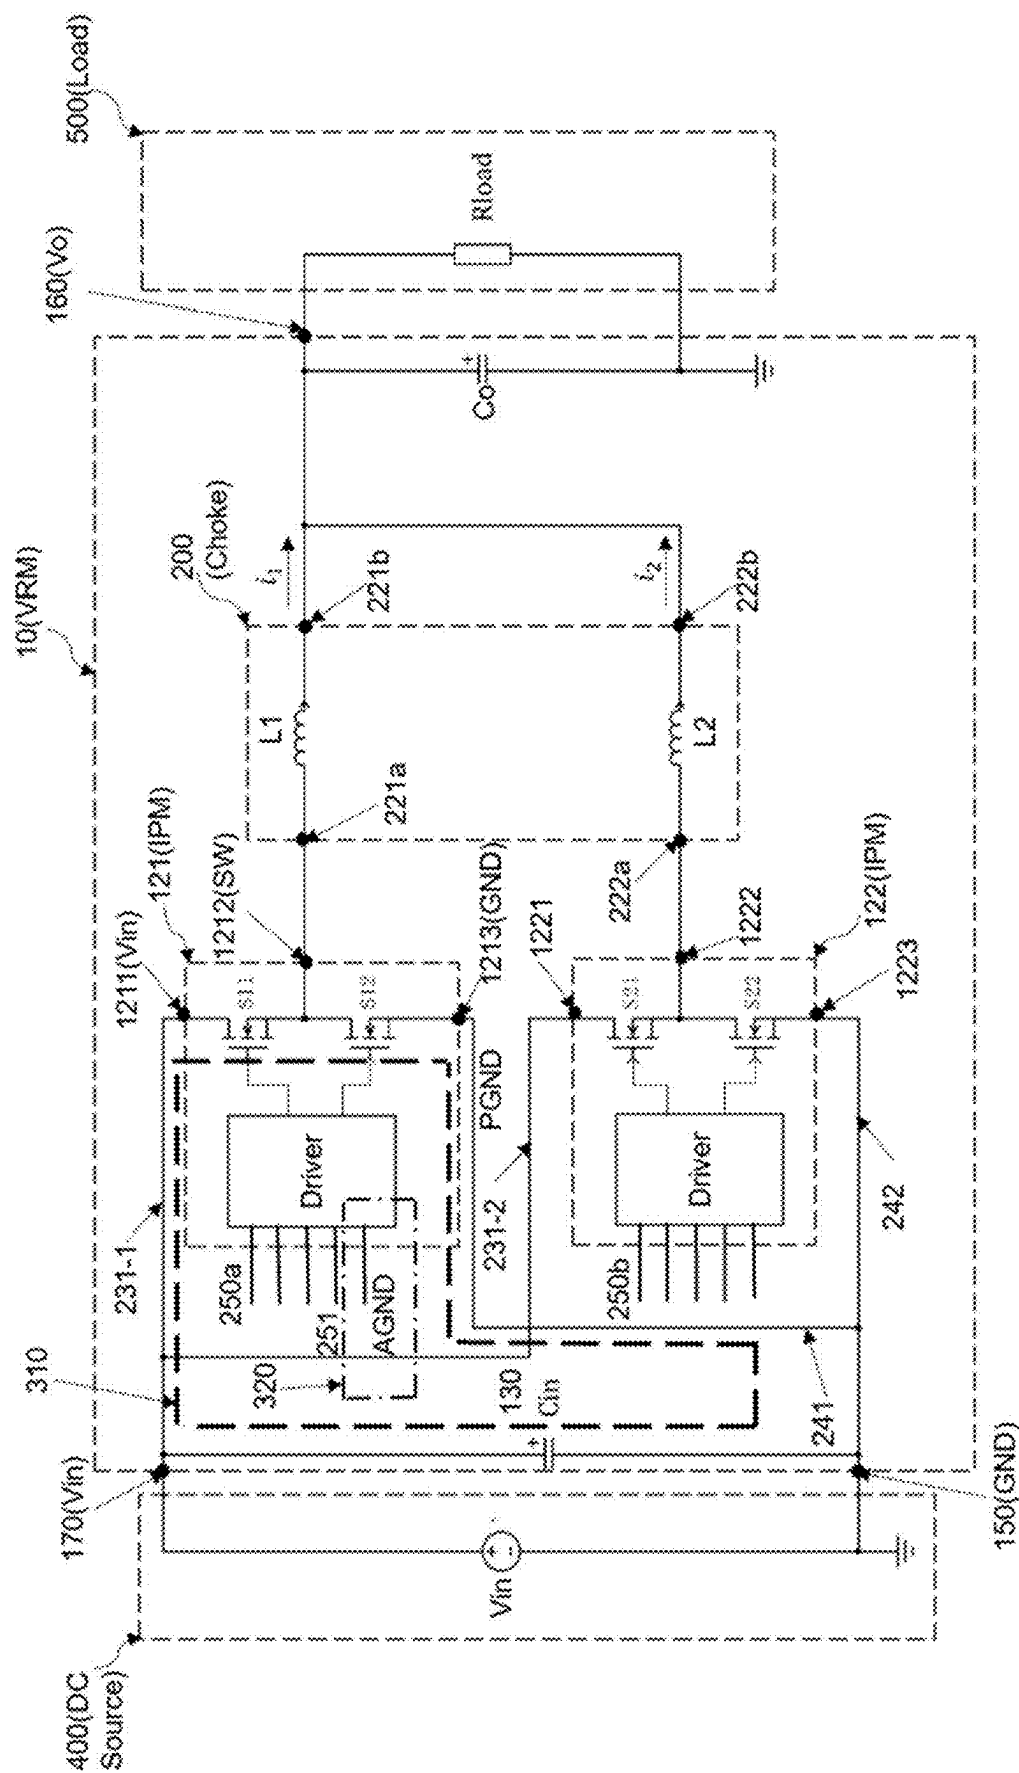 400(DC
Source)
10(VRM)
500(Load)
170(Vin)
310
231-1
1211(Vin)
121(IPM)
200
(Choke)
160(Vo)
250a
1212(SW)
S11
L1
i₁
221b
221a
Driver
S12
320
251
AGND
1213(GND)
PGND
Vin
+
-
130
Cin
+
231-2
1221
Co
+
Rload
222a
i₂
222b
250b
S21
1222
L2
Driver
S22
122(IPM)
241
242
1223
150(GND)